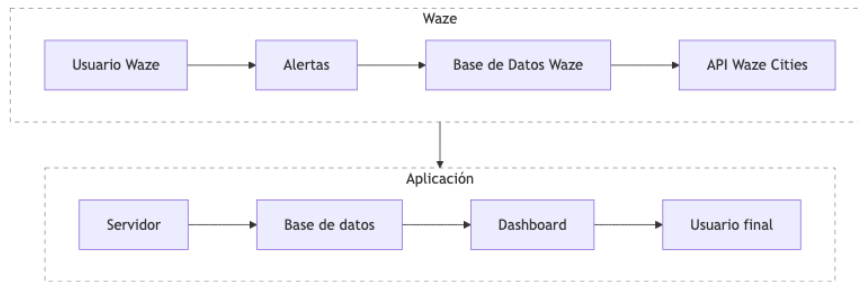 Waze
Usuario Waze
Alertas
Base de Datos Waze
API Waze Cities
Aplicación
Servidor
Base de datos
Dashboard
Usuario final